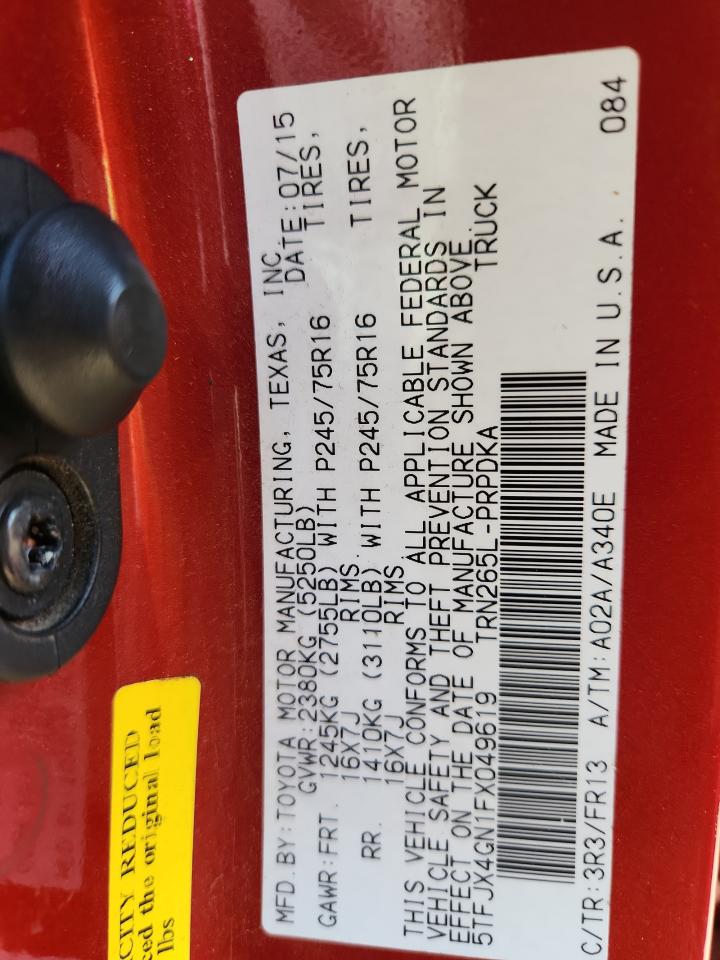 MFD.BY:TOYOTA MOTOR MANUFACTURING, TEXAS, INC.
GVWR:2380KG (5250LB) DATE:07/15
GAWR:FRT. 1245KG (2755LB) WITH P245/75R16 TIRES,
16X7J RIMS
RR. 1410KG (3110LB) WITH P245/75R16 TIRES,
16X7J RIMS
THIS VEHICLE CONFORMS TO ALL APPLICABLE FEDERAL MOTOR
VEHICLE SAFETY AND THEFT PREVENTION STANDARDS IN
EFFECT ON THE DATE OF MANUFACTURE SHOWN ABOVE.
5TFJX4GN1FX049619 TRN265L-PRPDKA TRUCK
C/TR:3R3/FR13 A/TM:A02A/A340E MADE IN U.S.A. 084
CITY REDUCED
ced the original load
lbs